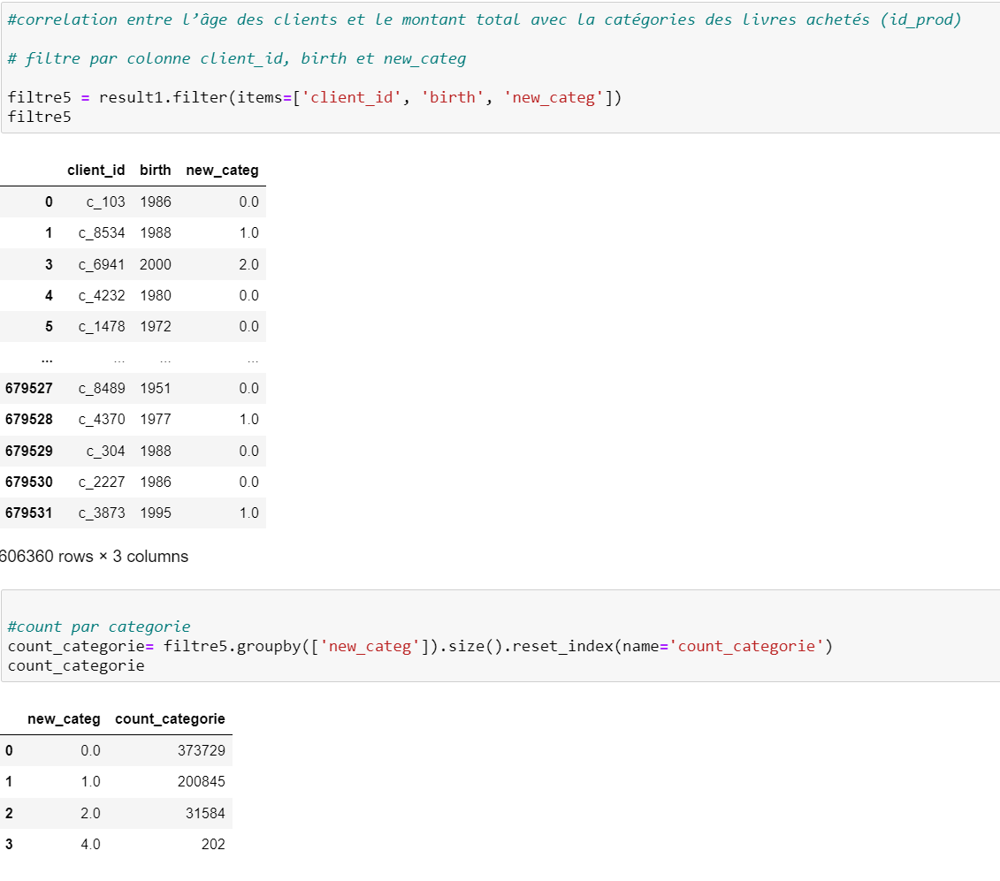 #correlation entre l’âge des clients et le montant total avec la catégories des livres achetés (id_prod)
# filtre par colonne client_id, birth et new_categ
filtre5 = result1.filter(items=['client_id', 'birth', 'new_categ'])
filtre5
client_id birth new_categ
0 c_103 1986 0.0
1 c_8534 1988 1.0
3 c_6941 2000 2.0
4 c_4232 1980 0.0
5 c_1478 1972 0.0
... ... ... ...
679527 c_8489 1951 0.0
679528 c_4370 1977 1.0
679529 c_304 1988 0.0
679530 c_2227 1986 0.0
679531 c_3873 1995 1.0
606360 rows × 3 columns
#count par categorie
count_categorie= filtre5.groupby(['new_categ']).size().reset_index(name='count_categorie')
count_categorie
new_categ count_categorie
0 0.0 373729
1 1.0 200845
2 2.0 31584
3 4.0 202